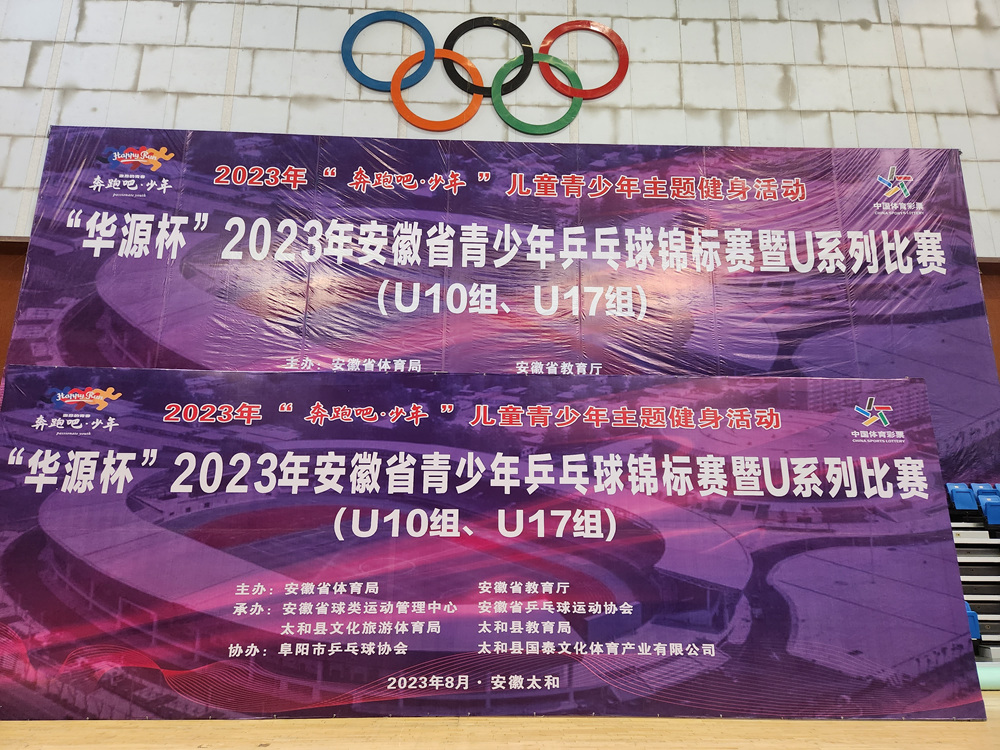 Happy Run
奔跑吧·少年
2023年 “ 奔跑吧·少年 ” 儿童青少年主题健身活动
中国体育彩票
CHINA SPORTS LOTTERY
“华源杯” 2023年安徽省青少年乒乓球锦标赛暨U系列比赛
(U10组、U17组)
主办：安徽省体育局 安徽省教育厅
Happy Run
奔跑吧·少年
2023年 “ 奔跑吧·少年 ” 儿童青少年主题健身活动
中国体育彩票
CHINA SPORTS LOTTERY
“华源杯” 2023年安徽省青少年乒乓球锦标赛暨U系列比赛
(U10组、U17组)
主办：安徽省体育局 安徽省教育厅
承办：安徽省球类运动管理中心 安徽省乒乓球运动协会
太和县文化旅游体育局 太和县教育局
协办：阜阳市乒乓球协会 太和县国泰文化体育产业有限公司
2023年8月 · 安徽太和